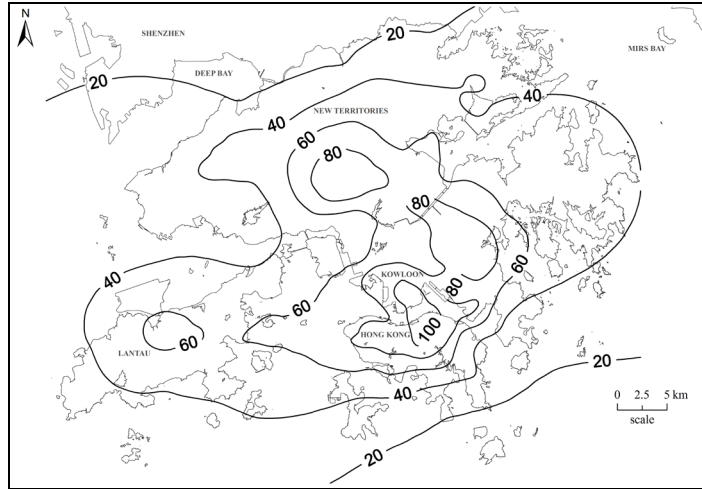 N
SHENZHEN
20
MIRS BAY
20
DEEP BAY
40
NEW TERRITORIES
40
60
80
80
60
40
KOWLOON
80
60
60
HONG KONG
100
LANTAU
20
40
0 2.5 5 km
scale
20